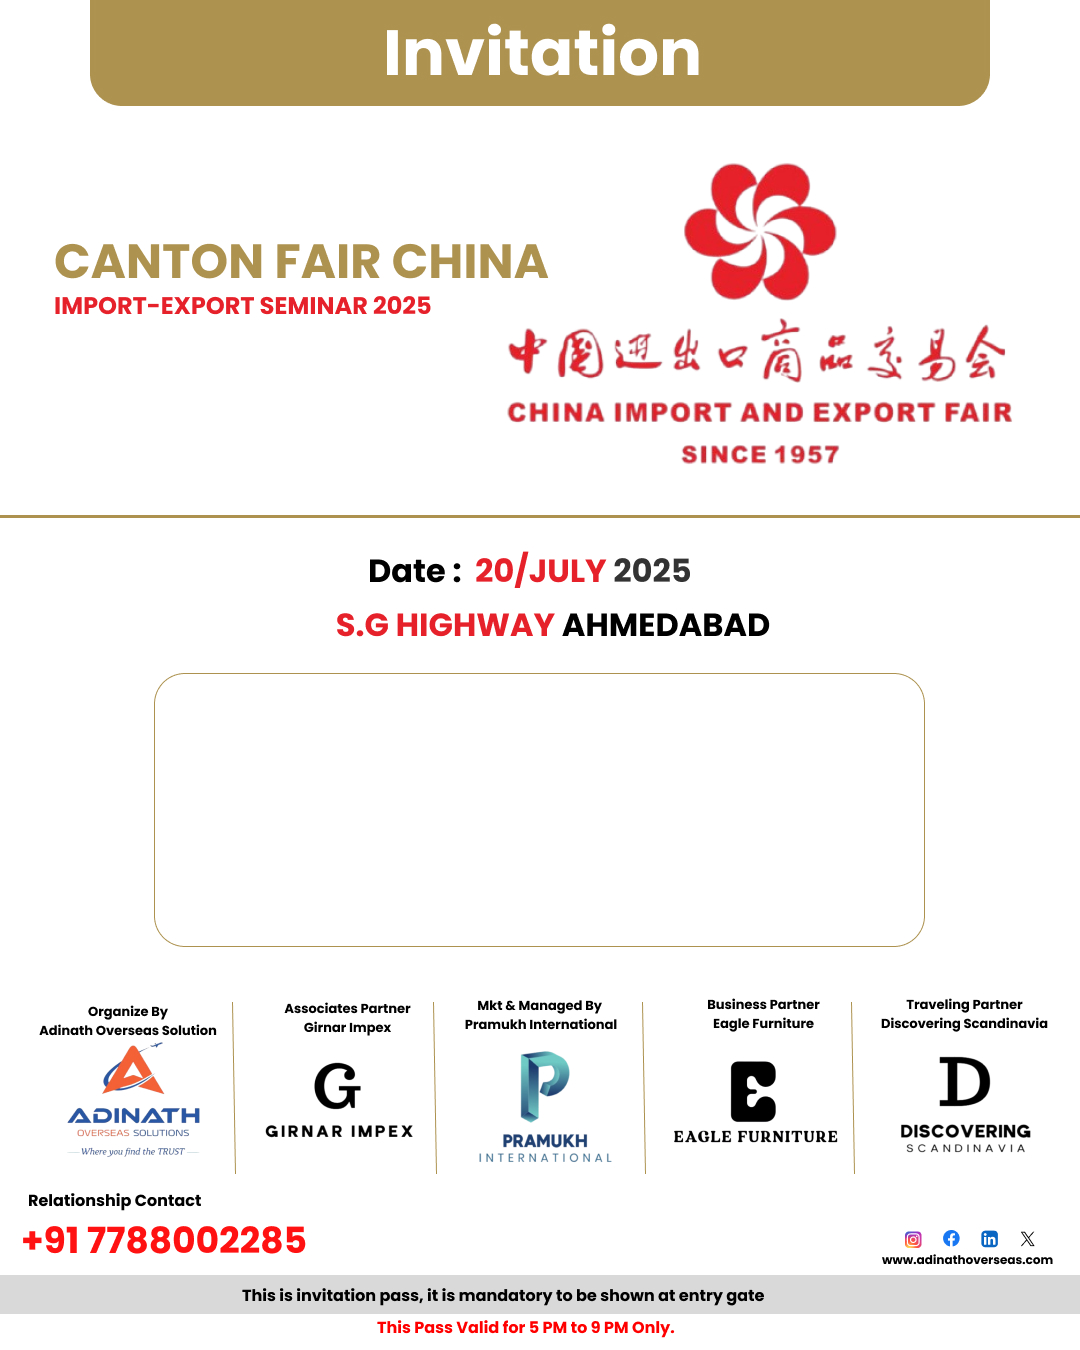 Invitation
CANTON FAIR CHINA
IMPORT-EXPORT SEMINAR 2025
中国进出口商品交易会
CHINA IMPORT AND EXPORT FAIR
SINCE 1957
Date : 20/JULY 2025
S.G HIGHWAY AHMEDABAD
Organize By
Adinath Overseas Solution
ADINATH
OVERSEAS SOLUTIONS
Where you find the TRUST
Associates Partner
Girnar Impex
G
GIRNAR IMPEX
Mkt & Managed By
Pramukh International
P
PRAMUKH
INTERNATIONAL
Business Partner
Eagle Furniture
E
EAGLE FURNITURE
Traveling Partner
Discovering Scandinavia
D
DISCOVERING
SCANDINAVIA
Relationship Contact
+91 7788002285
www.adinathoverseas.com
This is invitation pass, it is mandatory to be shown at entry gate
This Pass Valid for 5 PM to 9 PM Only.